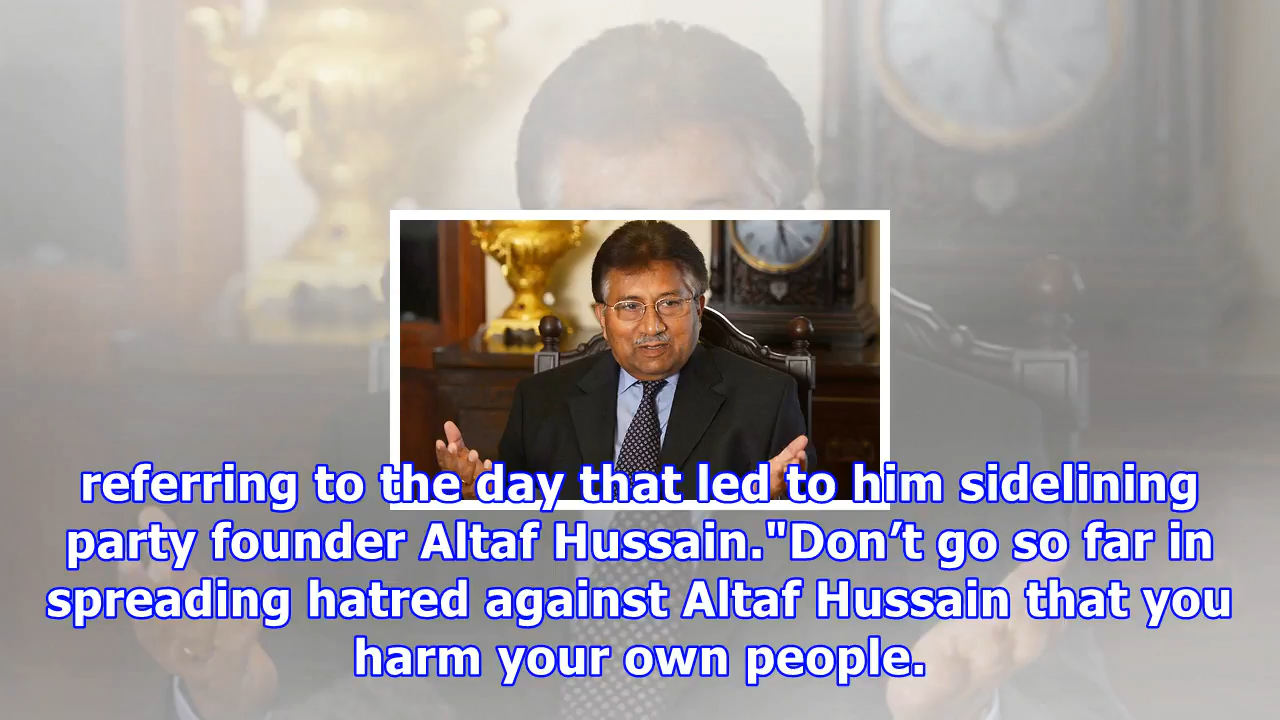 referring to the day that led to him sidelining
party founder Altaf Hussain."Don’t go so far in
spreading hatred against Altaf Hussain that you
harm your own people.